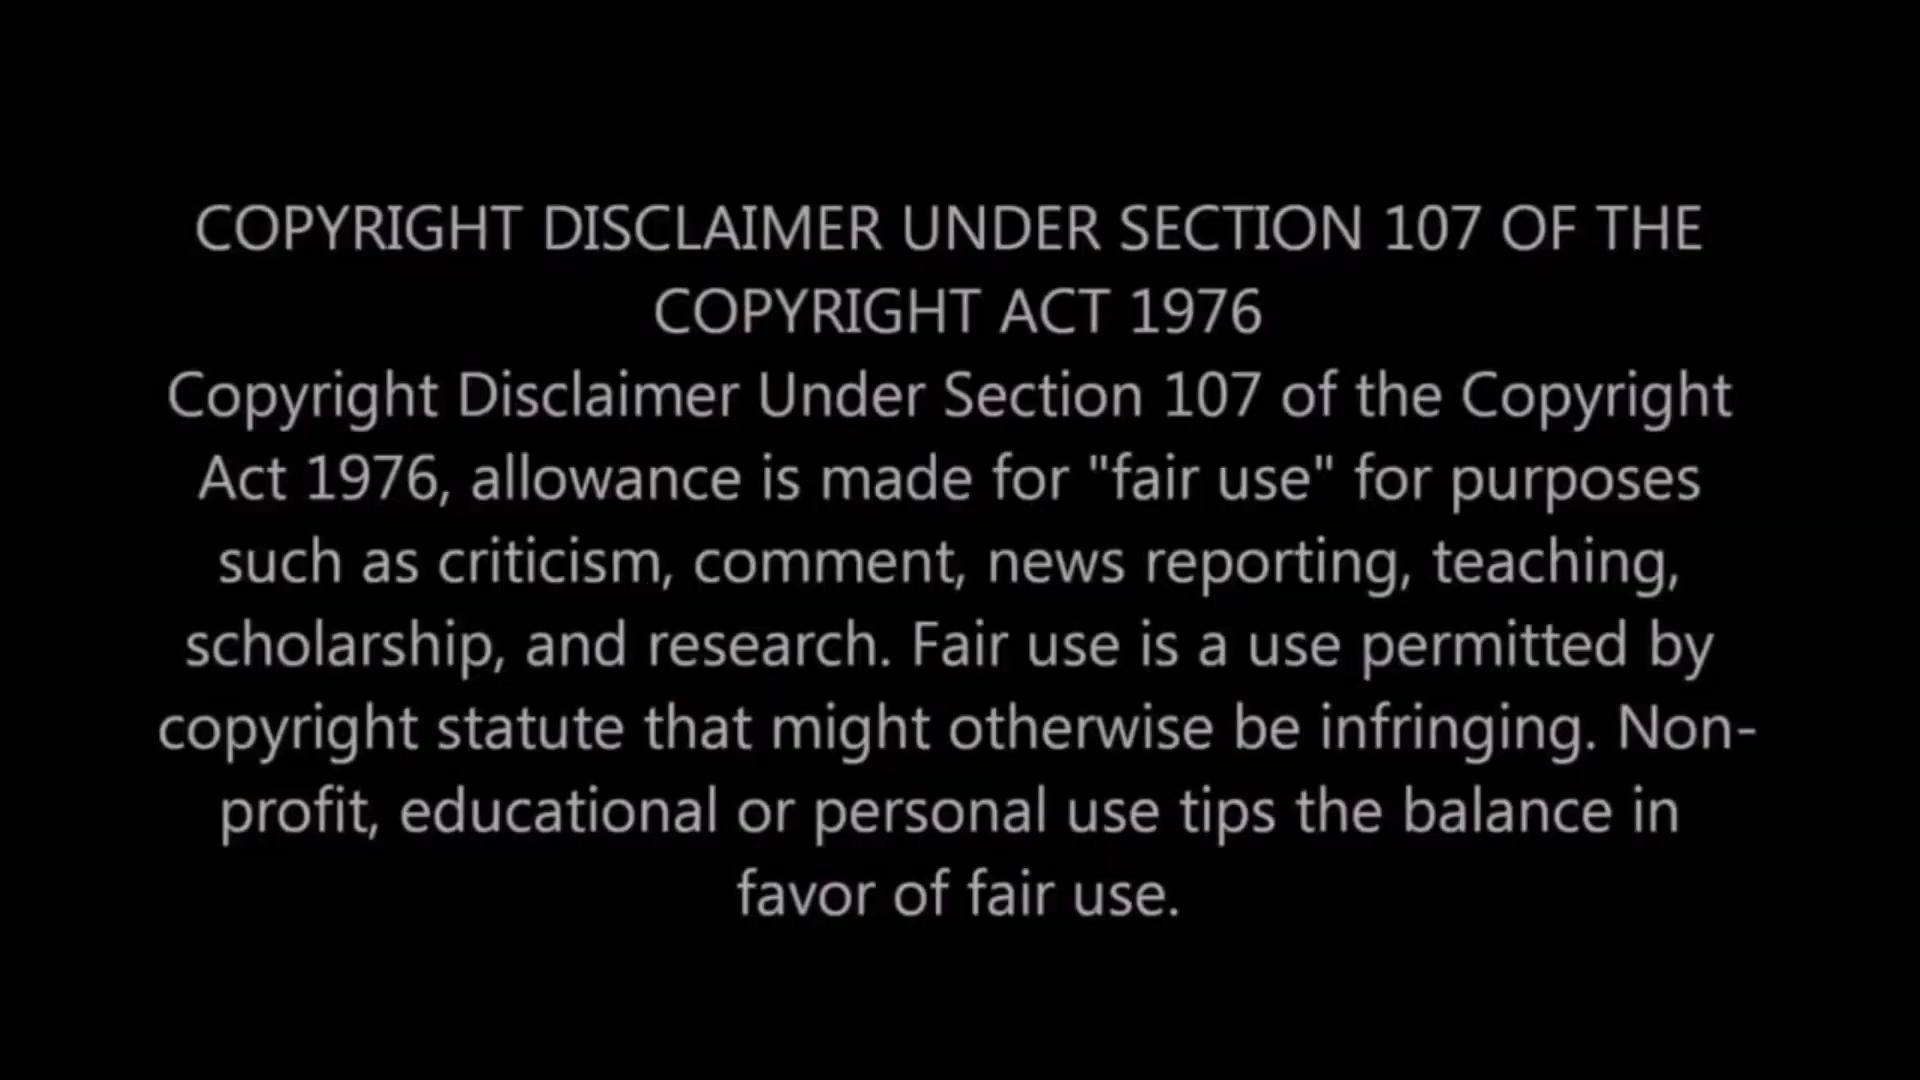 COPYRIGHT DISCLAIMER UNDER SECTION 107 OF THE
COPYRIGHT ACT 1976
Copyright Disclaimer Under Section 107 of the Copyright
Act 1976, allowance is made for "fair use" for purposes
such as criticism, comment, news reporting, teaching,
scholarship, and research. Fair use is a use permitted by
copyright statute that might otherwise be infringing. Non-
profit, educational or personal use tips the balance in
favor of fair use.